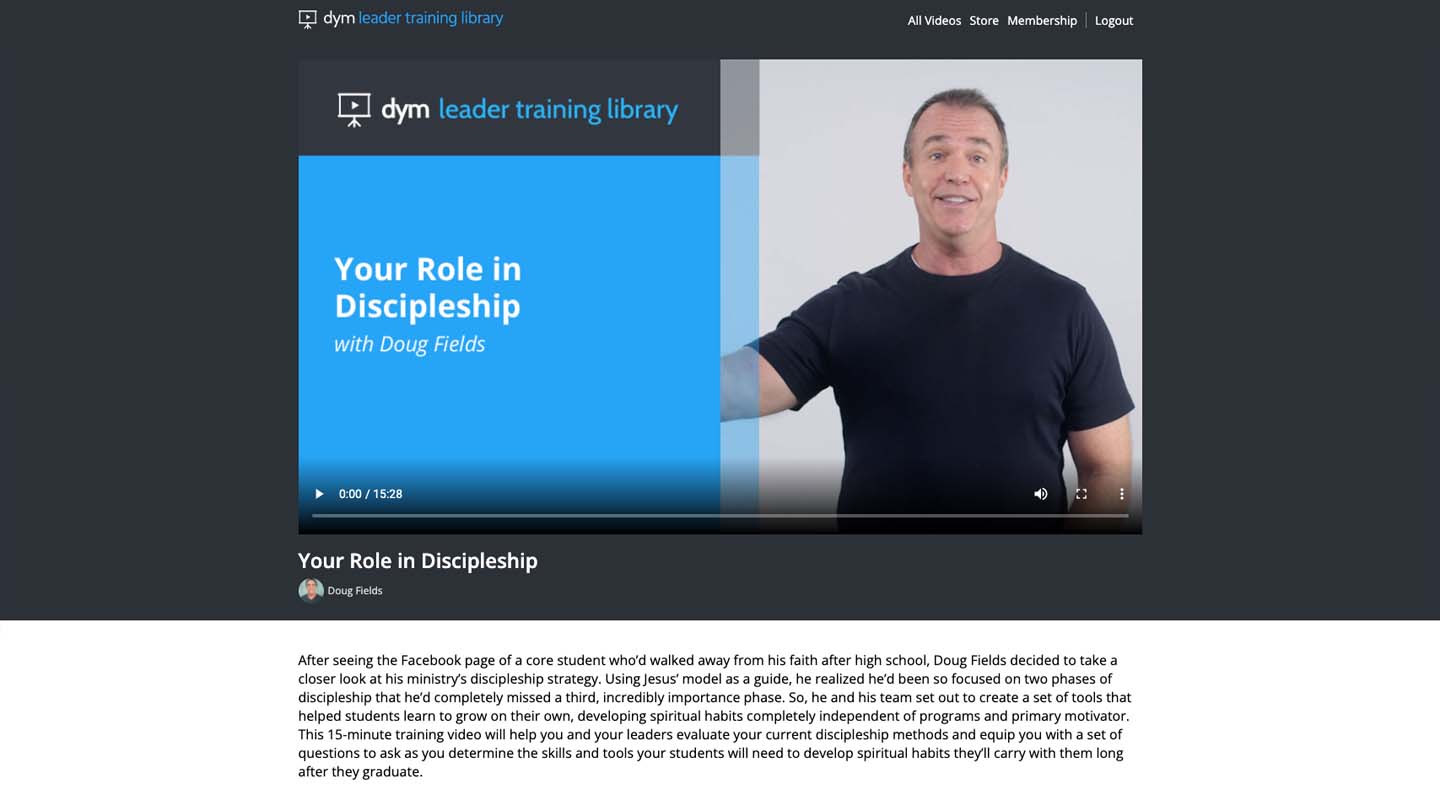 dym leader training library
All Videos Store Membership Logout
dym leader training library
Your Role in
Discipleship
with Doug Fields
0:00 / 15:28
Your Role in Discipleship
Doug Fields
After seeing the Facebook page of a core student who’d walked away from his faith after high school, Doug Fields decided to take a
closer look at his ministry’s discipleship strategy. Using Jesus’ model as a guide, he realized he’d been so focused on two phases of
discipleship that he’d completely missed a third, incredibly importance phase. So, he and his team set out to create a set of tools that
helped students learn to grow on their own, developing spiritual habits completely independent of programs and primary motivator.
This 15-minute training video will help you and your leaders evaluate your current discipleship methods and equip you with a set of
questions to ask as you determine the skills and tools your students will need to develop spiritual habits they’ll carry with them long
after they graduate.